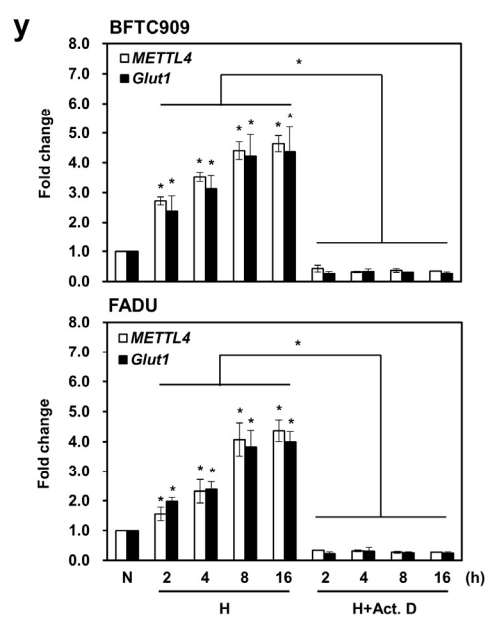 y
BFTC909
8.0
7.0
6.0
5.0
4.0
3.0
2.0
1.0
0.0
Fold change
METTL4
Glut1
*
* * * * * * * *
FADU
8.0
7.0
6.0
5.0
4.0
3.0
2.0
1.0
0.0
Fold change
METTL4
Glut1
*
* * * * * * * *
N 2 4 8 16 2 4 8 16 (h)
H H+Act. D